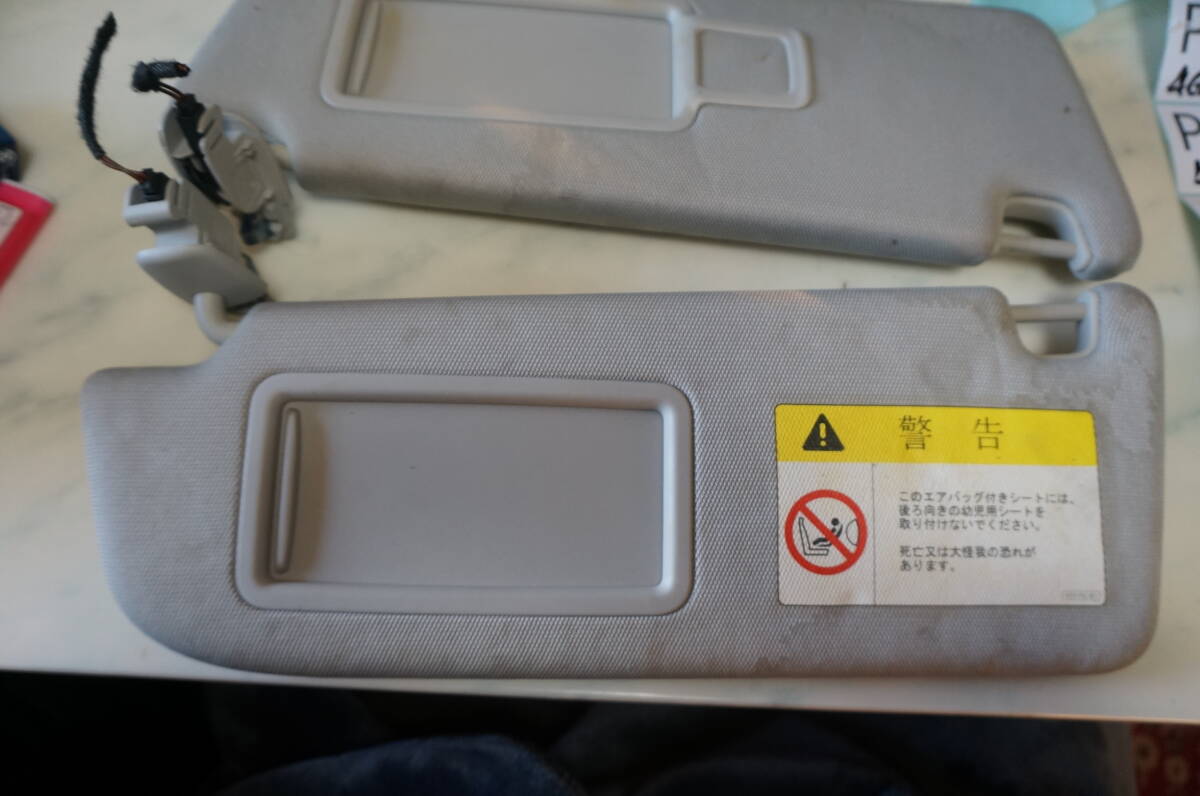 P
46
P
警 告
このエアバッグ付きシートには、
後ろ向きの幼児用シートを
取り付けないでください。
死亡又は大怪我の恐れが
あります。